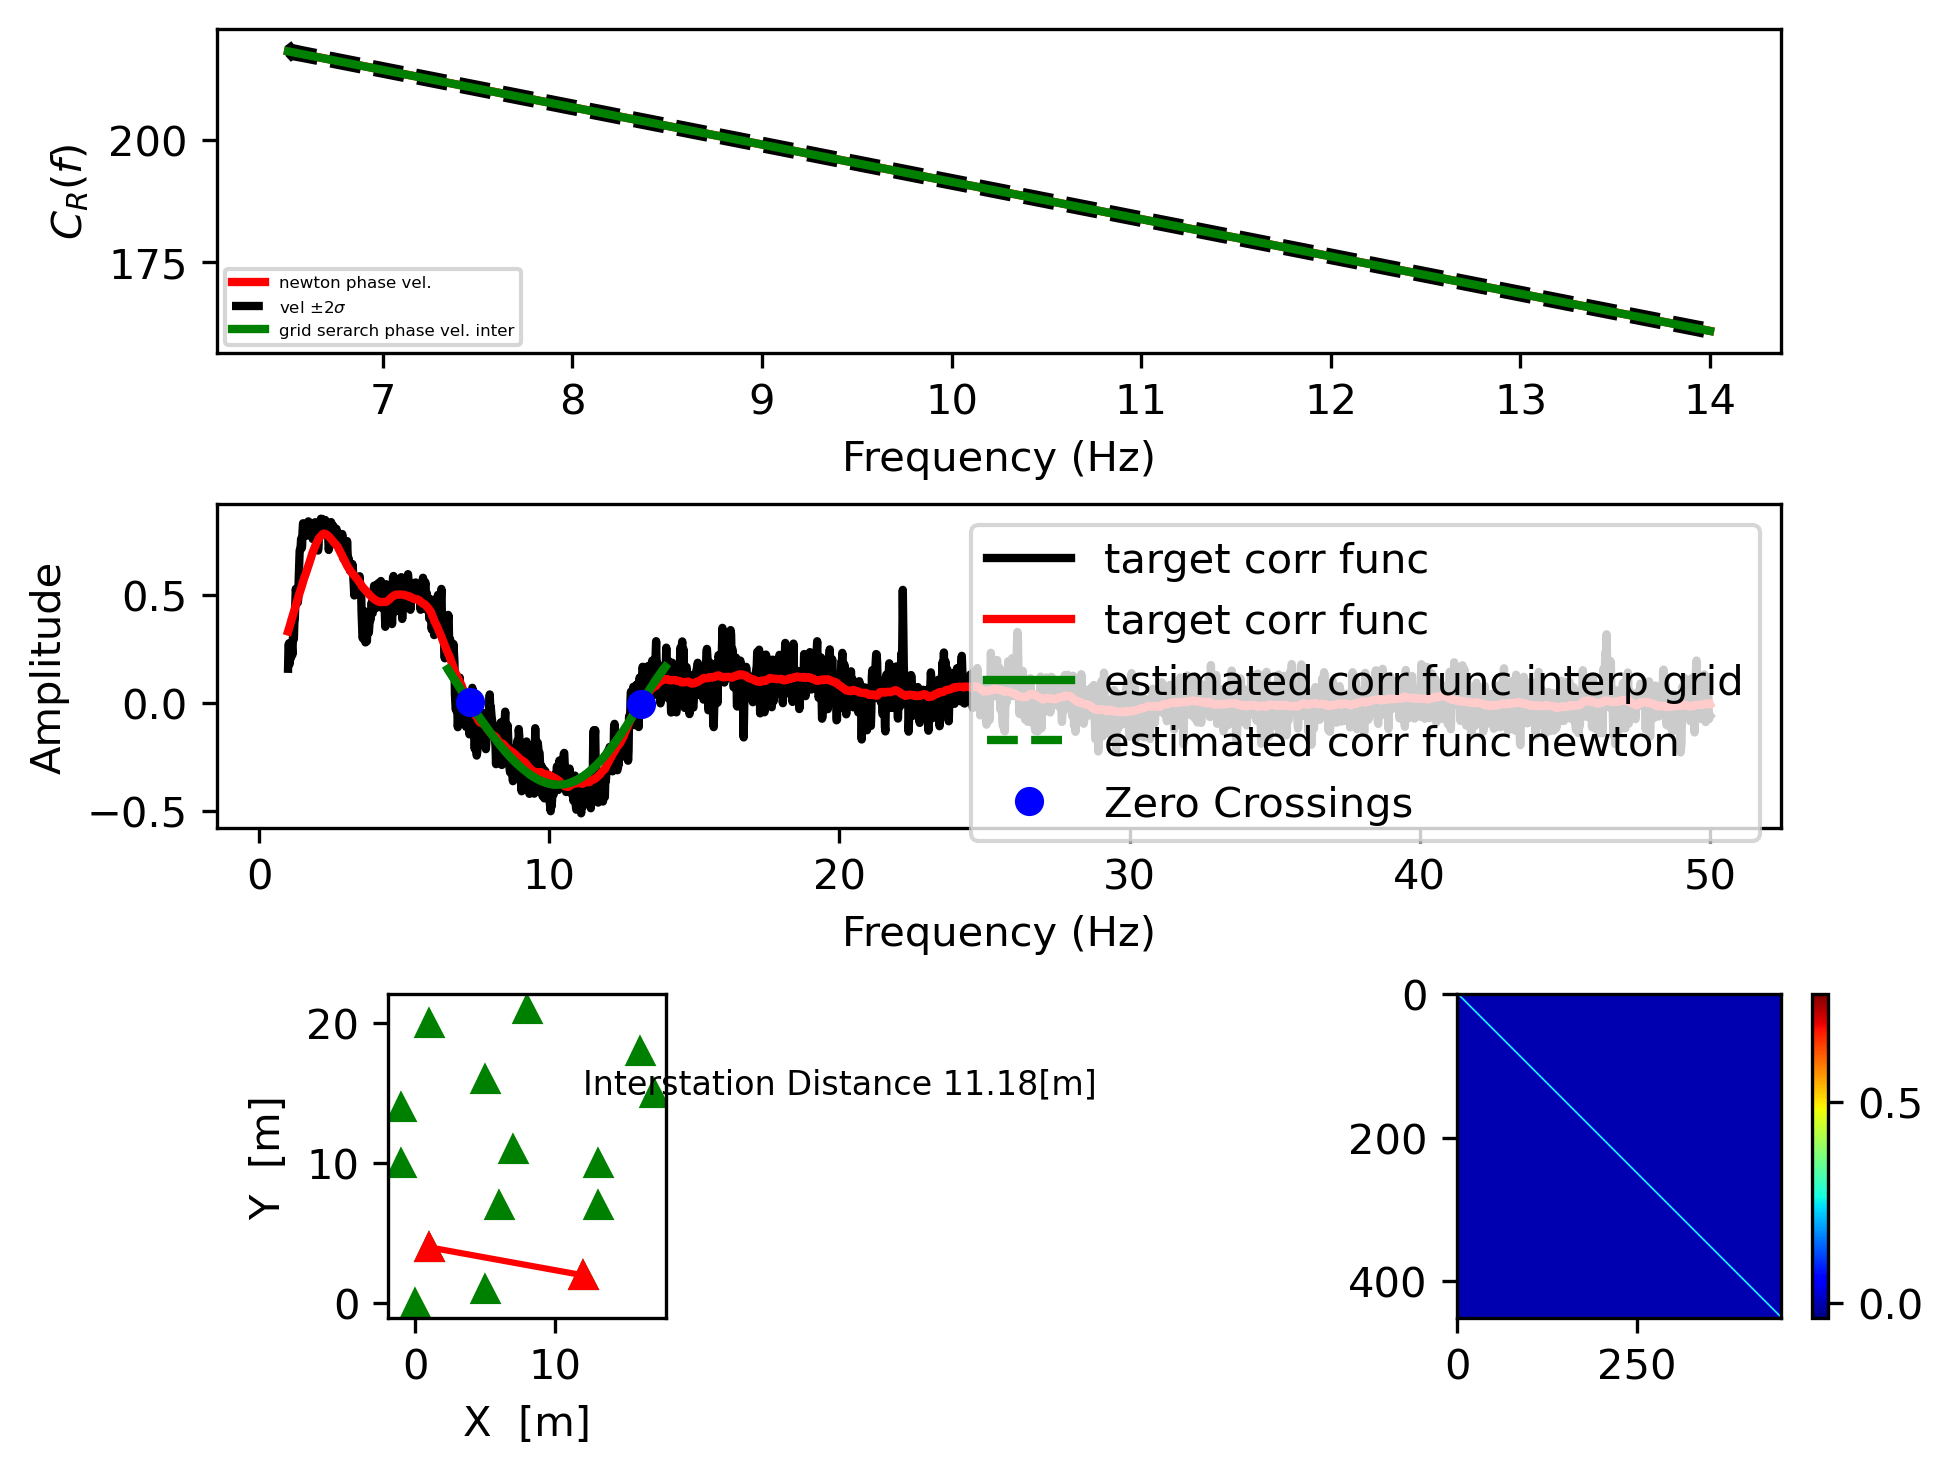 200
175
C_R(f)
newton phase vel.
vel ±2σ
grid serarch phase vel. inter
7 8 9 10 11 12 13 14
Frequency (Hz)
0.5
0.0
−0.5
Amplitude
target corr func
target corr func
estimated corr func interp grid
estimated corr func newton
Zero Crossings
0 10 20 30 40 50
Frequency (Hz)
20
10
0
Y [m]
Interstation Distance 11.18[m]
0 10
X [m]
0
200
400
0 250
0.5
0.0